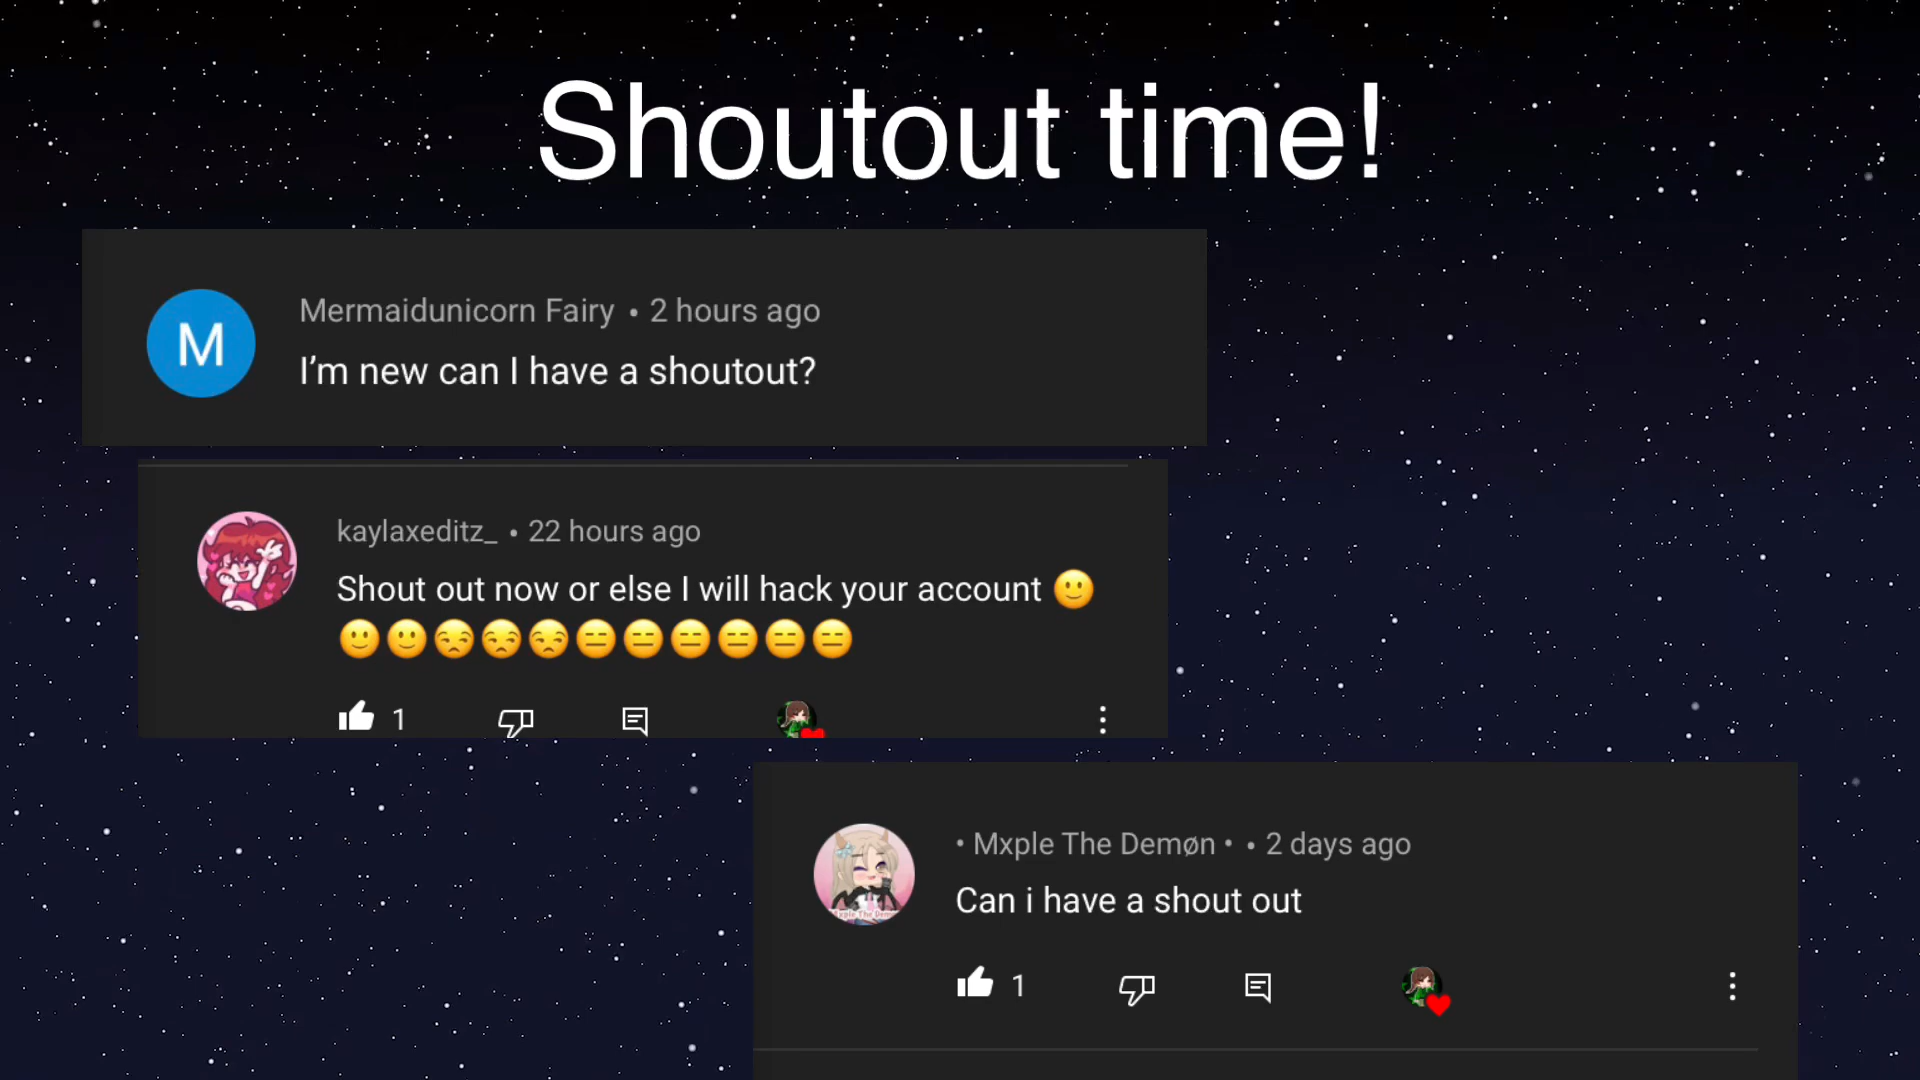 Shoutout time!
M
Mermaidunicorn Fairy • 2 hours ago
I’m new can I have a shoutout?
kaylaxeditz_ • 22 hours ago
Shout out now or else I will hack your account 🙂
🙂🙂😒😒😒😑😑😑😑😑😑
1
• Mxple The Demøn • • 2 days ago
Can i have a shout out
1